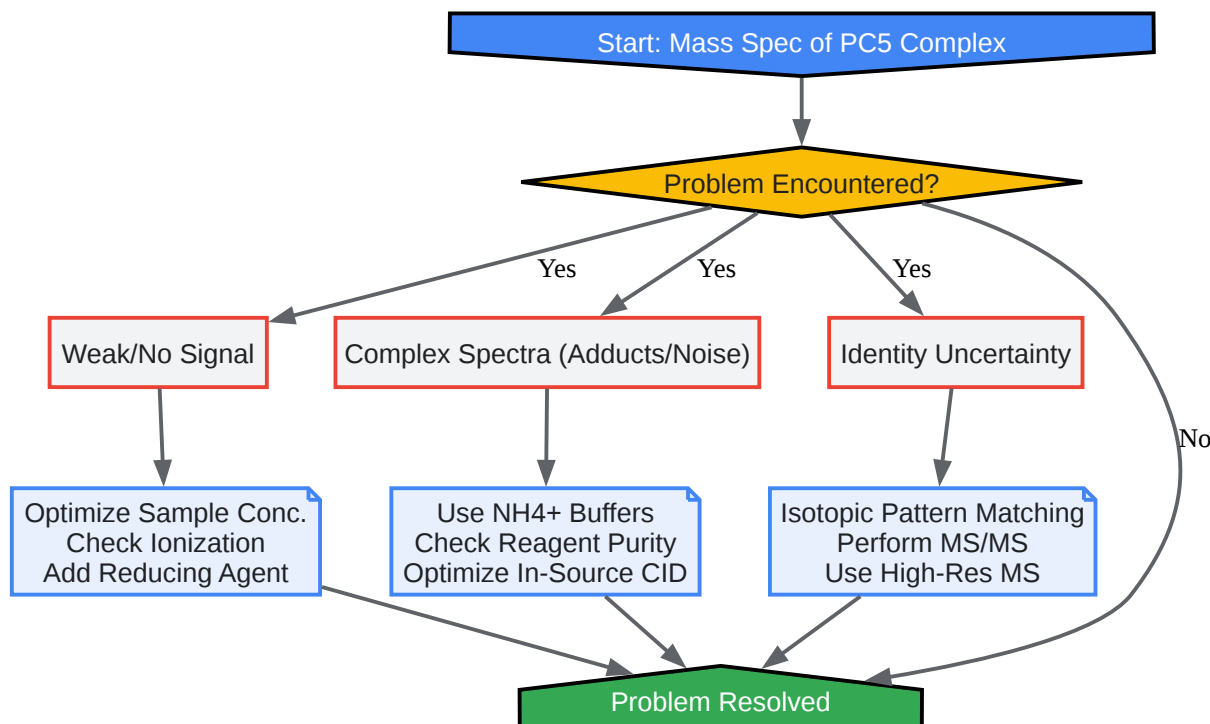 Start: Mass Spec of PC5 Complex
Problem Encountered?
Yes
Yes
Yes
No
Weak/No Signal
Complex Spectra (Adducts/Noise)
Identity Uncertainty
Optimize Sample Conc.
Check Ionization
Add Reducing Agent
Use NH4+ Buffers
Check Reagent Purity
Optimize In-Source CID
Isotopic Pattern Matching
Perform MS/MS
Use High-Res MS
Problem Resolved